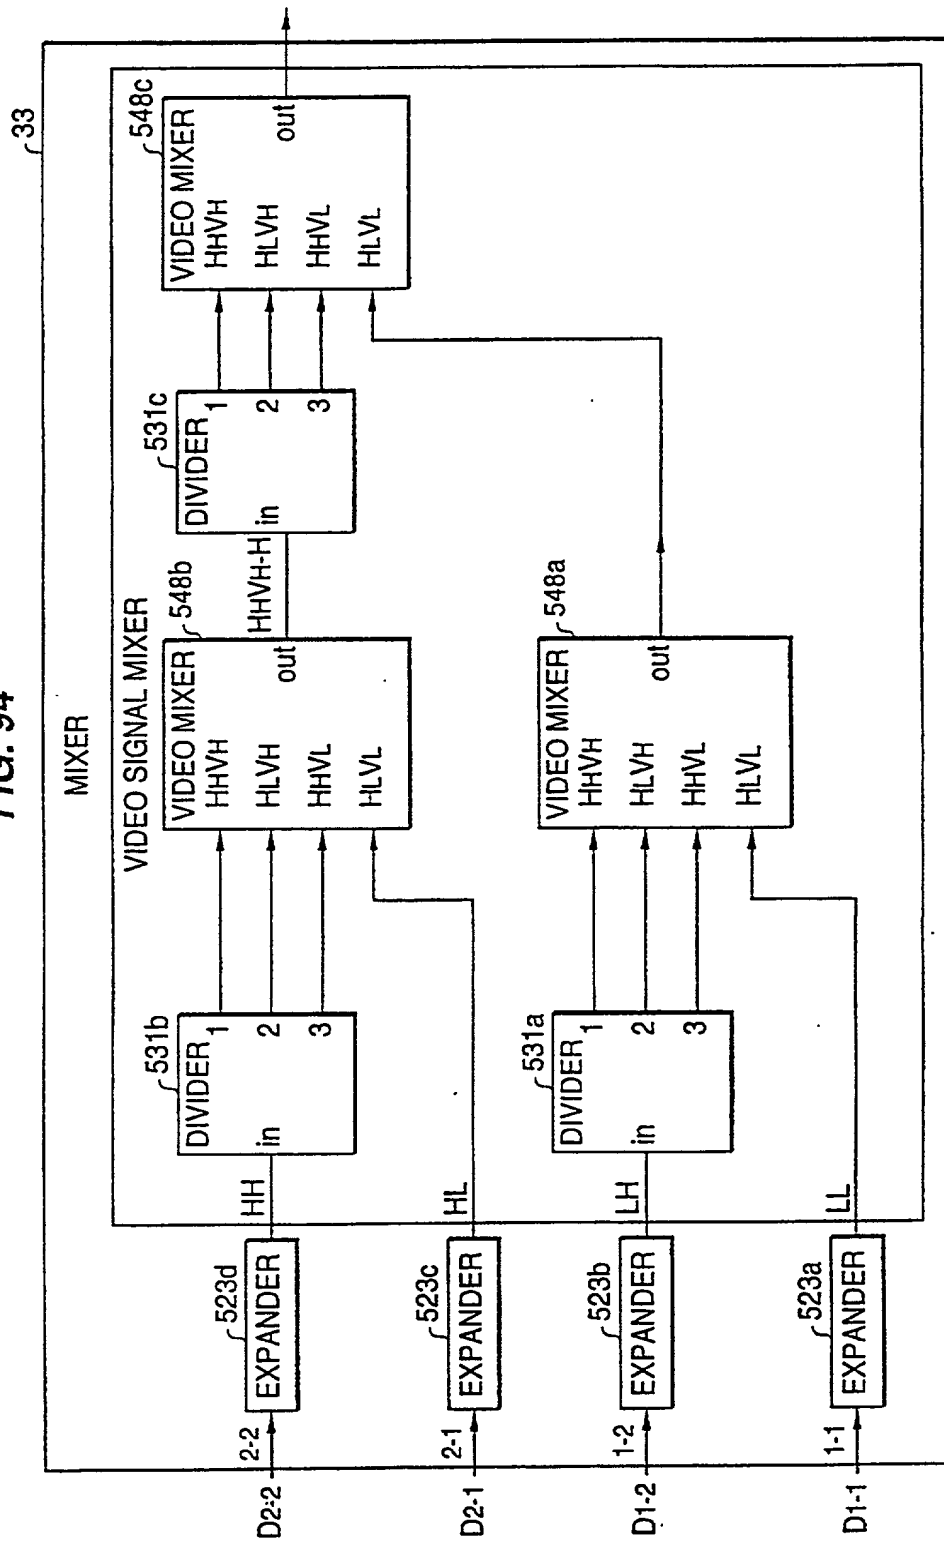 FIG. 94
33
MIXER
VIDEO SIGNAL MIXER
D2-2
2-2
EXPANDER
523d
HH
DIVIDER
531b
in
1
2
3
VIDEO MIXER
548b
HHVH
HLVH
HHVL
HLVL
out
HHVH-H
DIVIDER
531c
in
1
2
3
VIDEO MIXER
548c
HHVH
HLVH
HHVL
HLVL
out
D2-1
2-1
EXPANDER
523c
HL
D1-2
1-2
EXPANDER
523b
LH
DIVIDER
531a
in
1
2
3
VIDEO MIXER
548a
HHVH
HLVH
HHVL
HLVL
out
D1-1
1-1
EXPANDER
523a
LL